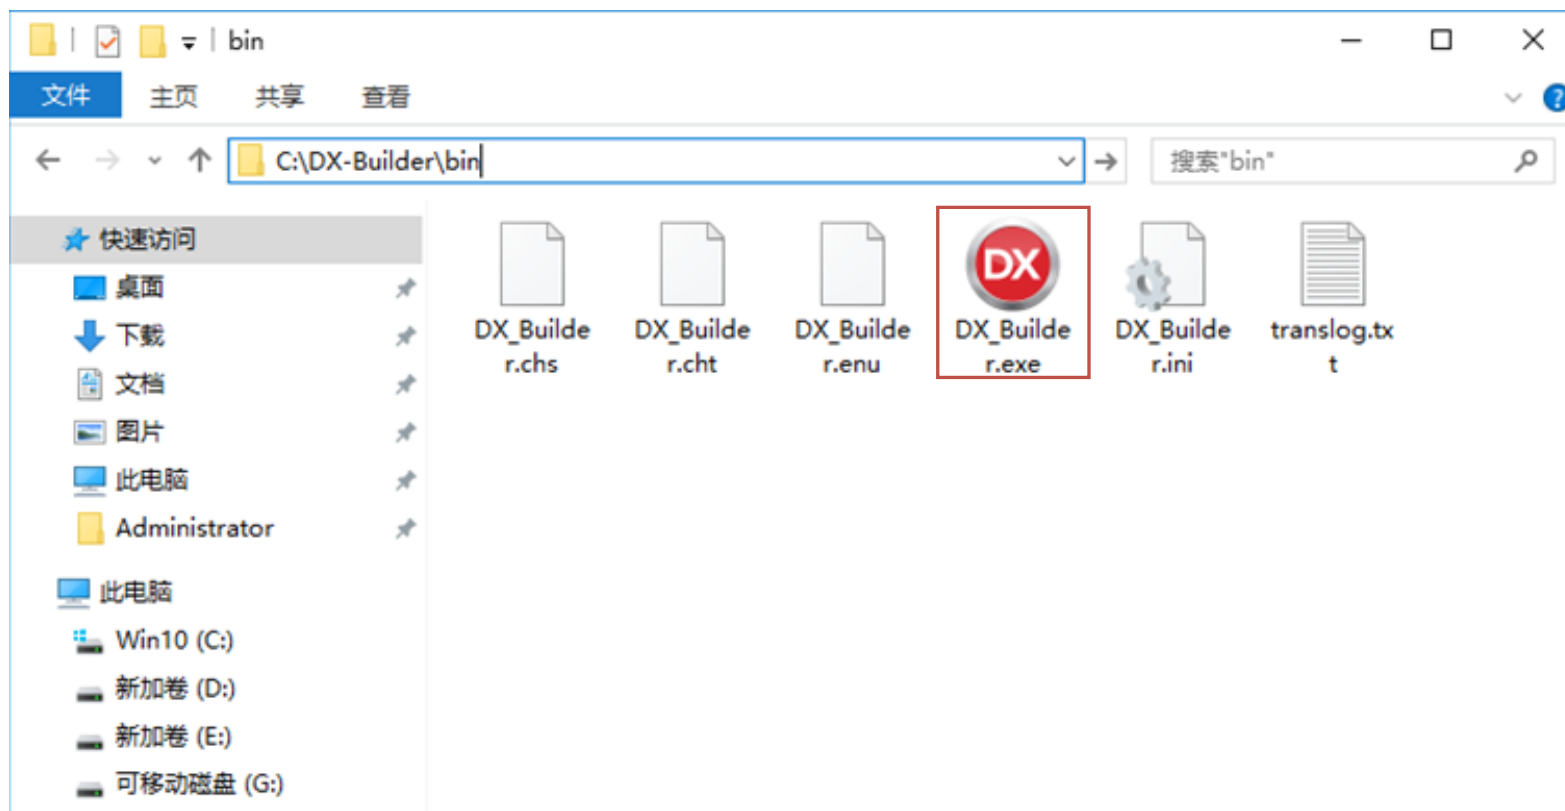 bin
文件 主页 共享 查看 ?
C:\DX-Builder\bin 搜索"bin"
快速访问
桌面
下载
文档
图片
此电脑
Administrator
此电脑
Win10 (C:)
新加卷 (D:)
新加卷 (E:)
可移动磁盘 (G:)
DX_Builde
r.chs
DX_Builde
r.cht
DX_Builde
r.enu
DX
DX_Builde
r.exe
DX_Builde
r.ini
translog.tx
t